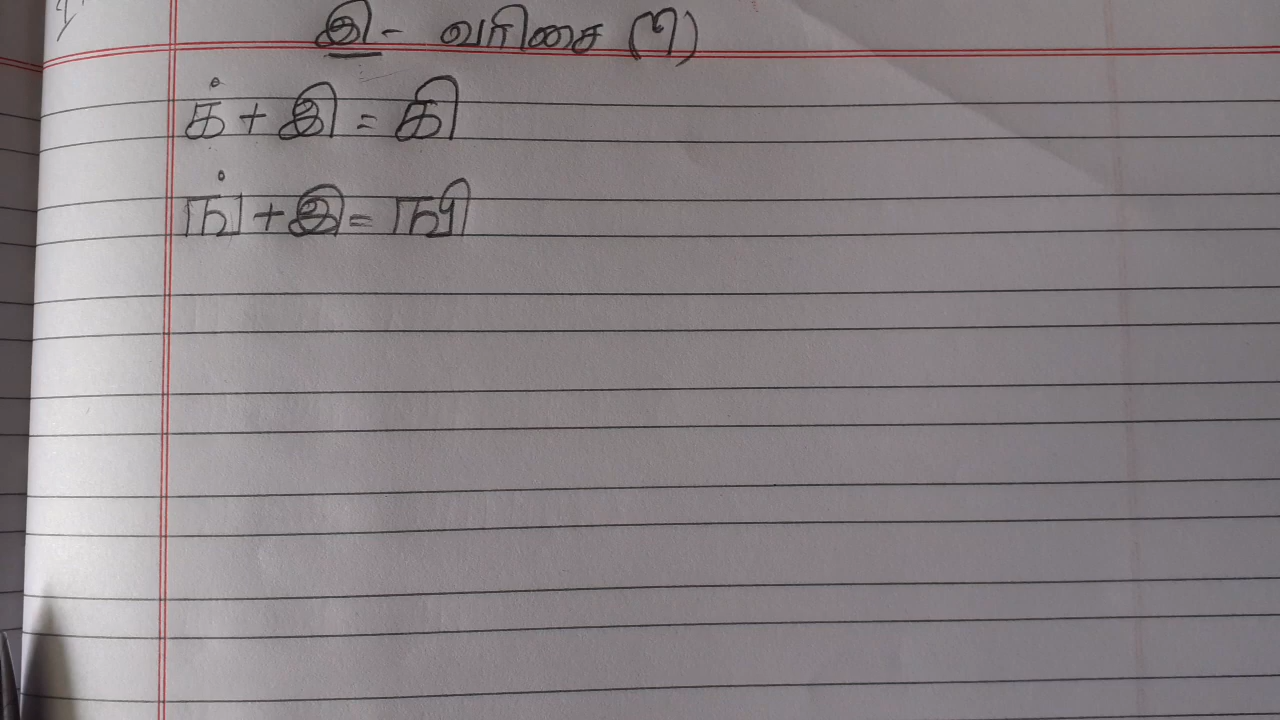 இ - வரிசை (ி)
க் + இ = கி
ங் + இ = ஙி